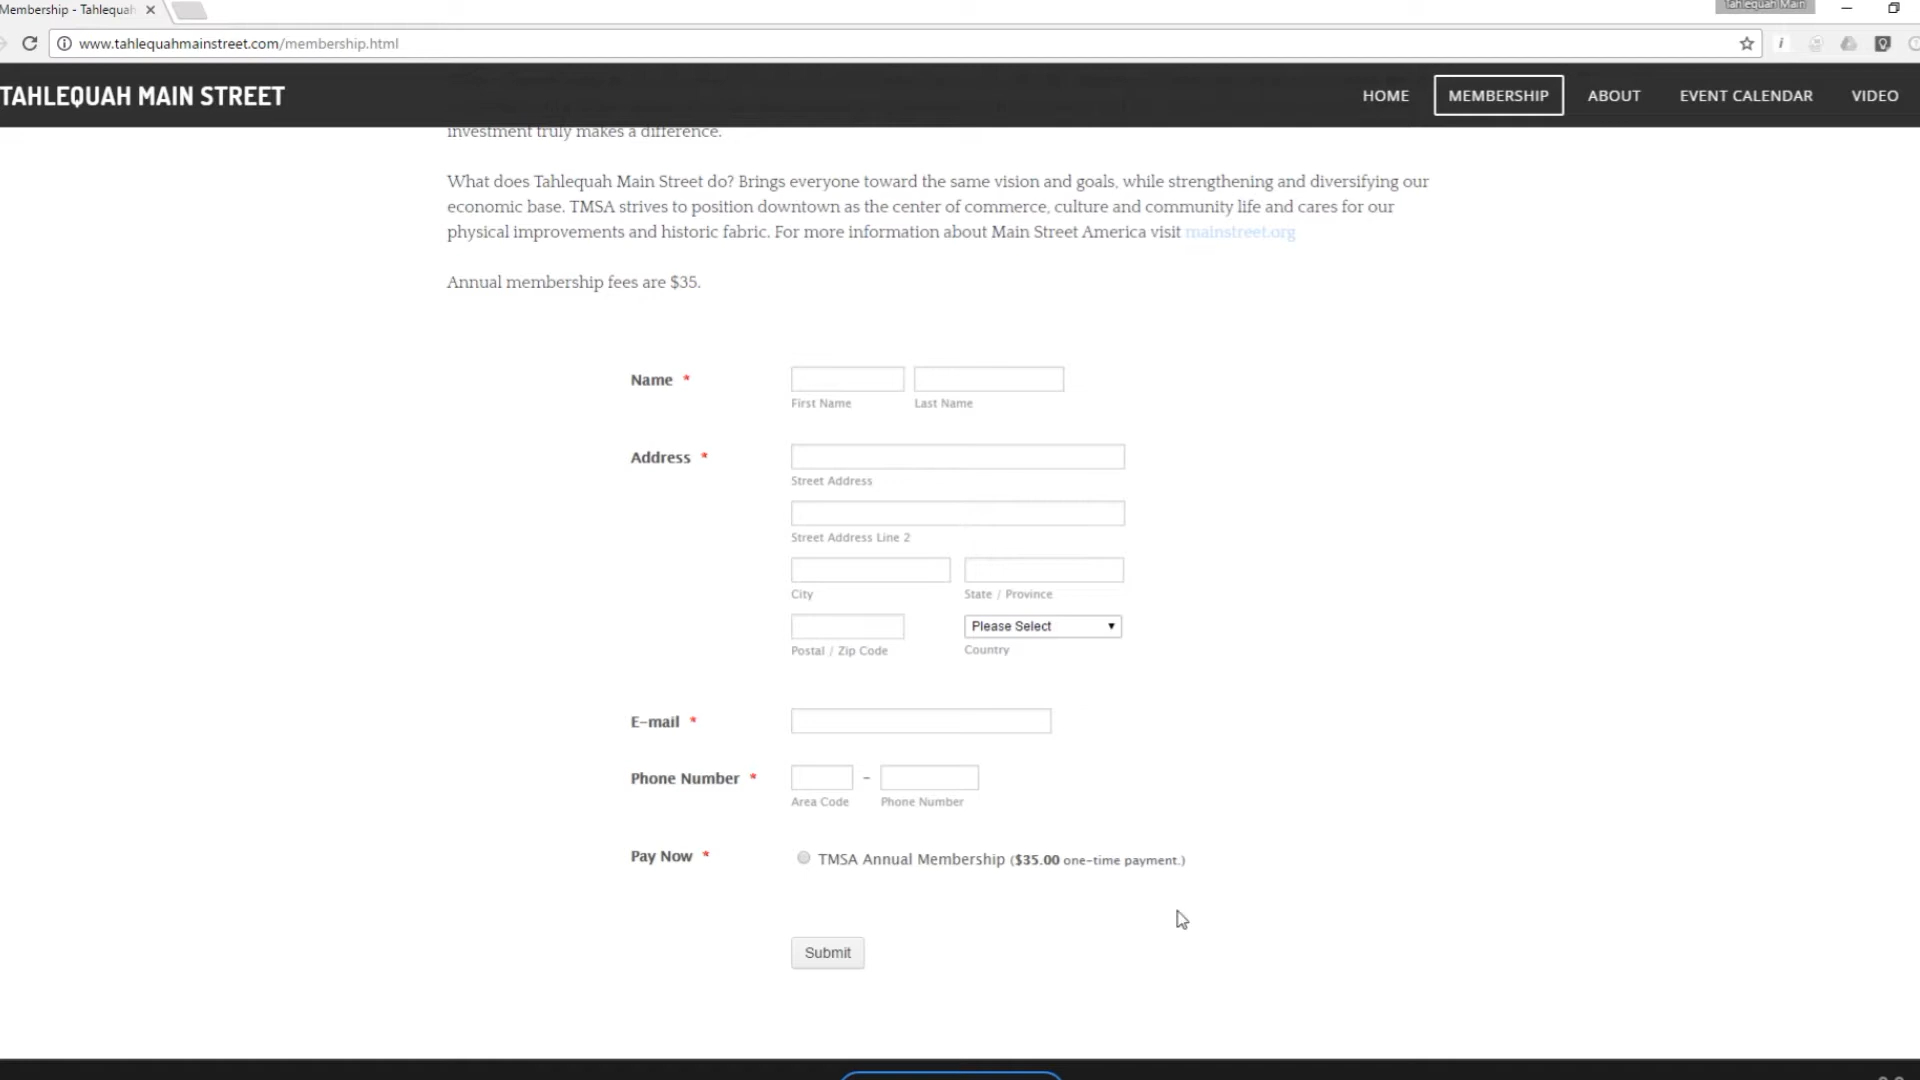 Membership - Tahlequah
Tahlequah Main
www.tahlequahmainstreet.com/membership.html
TAHLEQUAH MAIN STREET
HOME MEMBERSHIP ABOUT EVENT CALENDAR VIDEO
investment truly makes a difference.
What does Tahlequah Main Street do? Brings everyone toward the same vision and goals, while strengthening and diversifying our
economic base. TMSA strives to position downtown as the center of commerce, culture and community life and cares for our
physical improvements and historic fabric. For more information about Main Street America visit mainstreet.org
Annual membership fees are $35.
Name *
First Name Last Name
Address *
Street Address
Street Address Line 2
City State / Province
Please Select
Postal / Zip Code Country
E-mail *
Phone Number * -
Area Code Phone Number
Pay Now * TMSA Annual Membership ($35.00 one-time payment.)
Submit